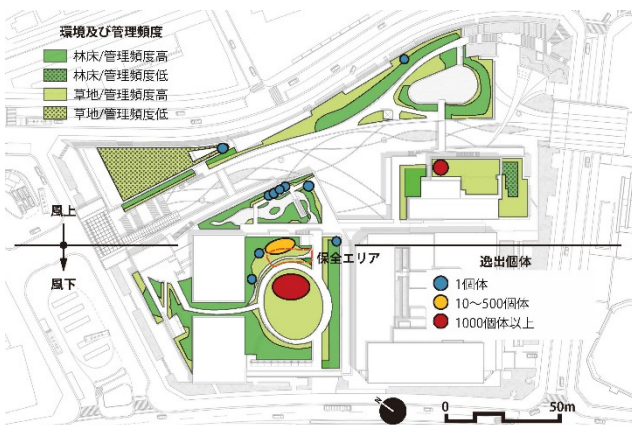 環境及び管理頻度
林床/管理頻度高
林床/管理頻度低
草地/管理頻度高
草地/管理頻度低
風上
風下
保全エリア
逸出個体
1個体
10～500個体
1000個体以上
N
0 50m